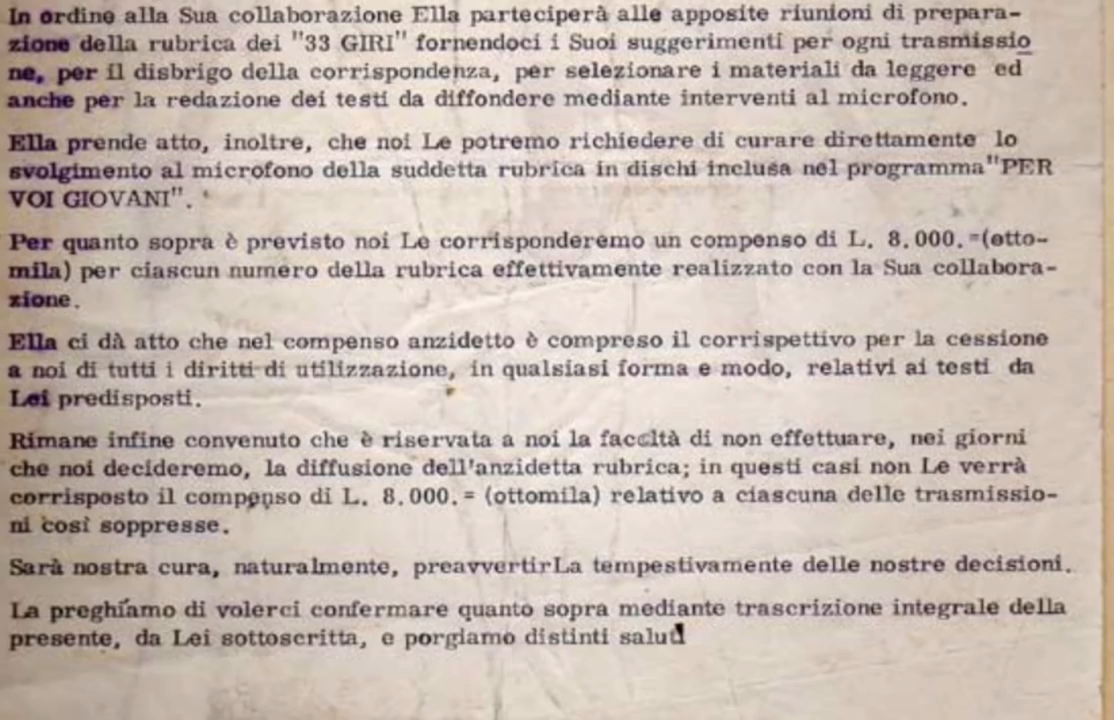 In ordine alla Sua collaborazione Ella parteciperà alle apposite riunioni di prepara-
zione della rubrica dei "33 GIRI" fornendoci i Suoi suggerimenti per ogni trasmissio
ne, per il disbrigo della corrispondenza, per selezionare i materiali da leggere ed
anche per la redazione dei testi da diffondere mediante interventi al microfono.
Ella prende atto, inoltre, che noi Le potremo richiedere di curare direttamente lo
svolgimento al microfono della suddetta rubrica in dischi inclusa nel programma "PER
VOI GIOVANI".
Per quanto sopra è previsto noi Le corrisponderemo un compenso di L. 8.000.=(otto-
mila) per ciascun numero della rubrica effettivamente realizzato con la Sua collabora-
zione.
Ella ci dà atto che nel compenso anzidetto è compreso il corrispettivo per la cessione
a noi di tutti i diritti di utilizzazione, in qualsiasi forma e modo, relativi ai testi da
Lei predisposti.
Rimane infine convenuto che è riservata a noi la facoltà di non effettuare, nei giorni
che noi decideremo, la diffusione dell'anzidetta rubrica; in questi casi non Le verrà
corrisposto il compenso di L. 8.000.= (ottomila) relativo a ciascuna delle trasmissio-
ni così soppresse.
Sarà nostra cura, naturalmente, preavvertirLa tempestivamente delle nostre decisioni.
La preghiamo di volerci confermare quanto sopra mediante trascrizione integrale della
presente, da Lei sottoscritta, e porgiamo distinti saluti